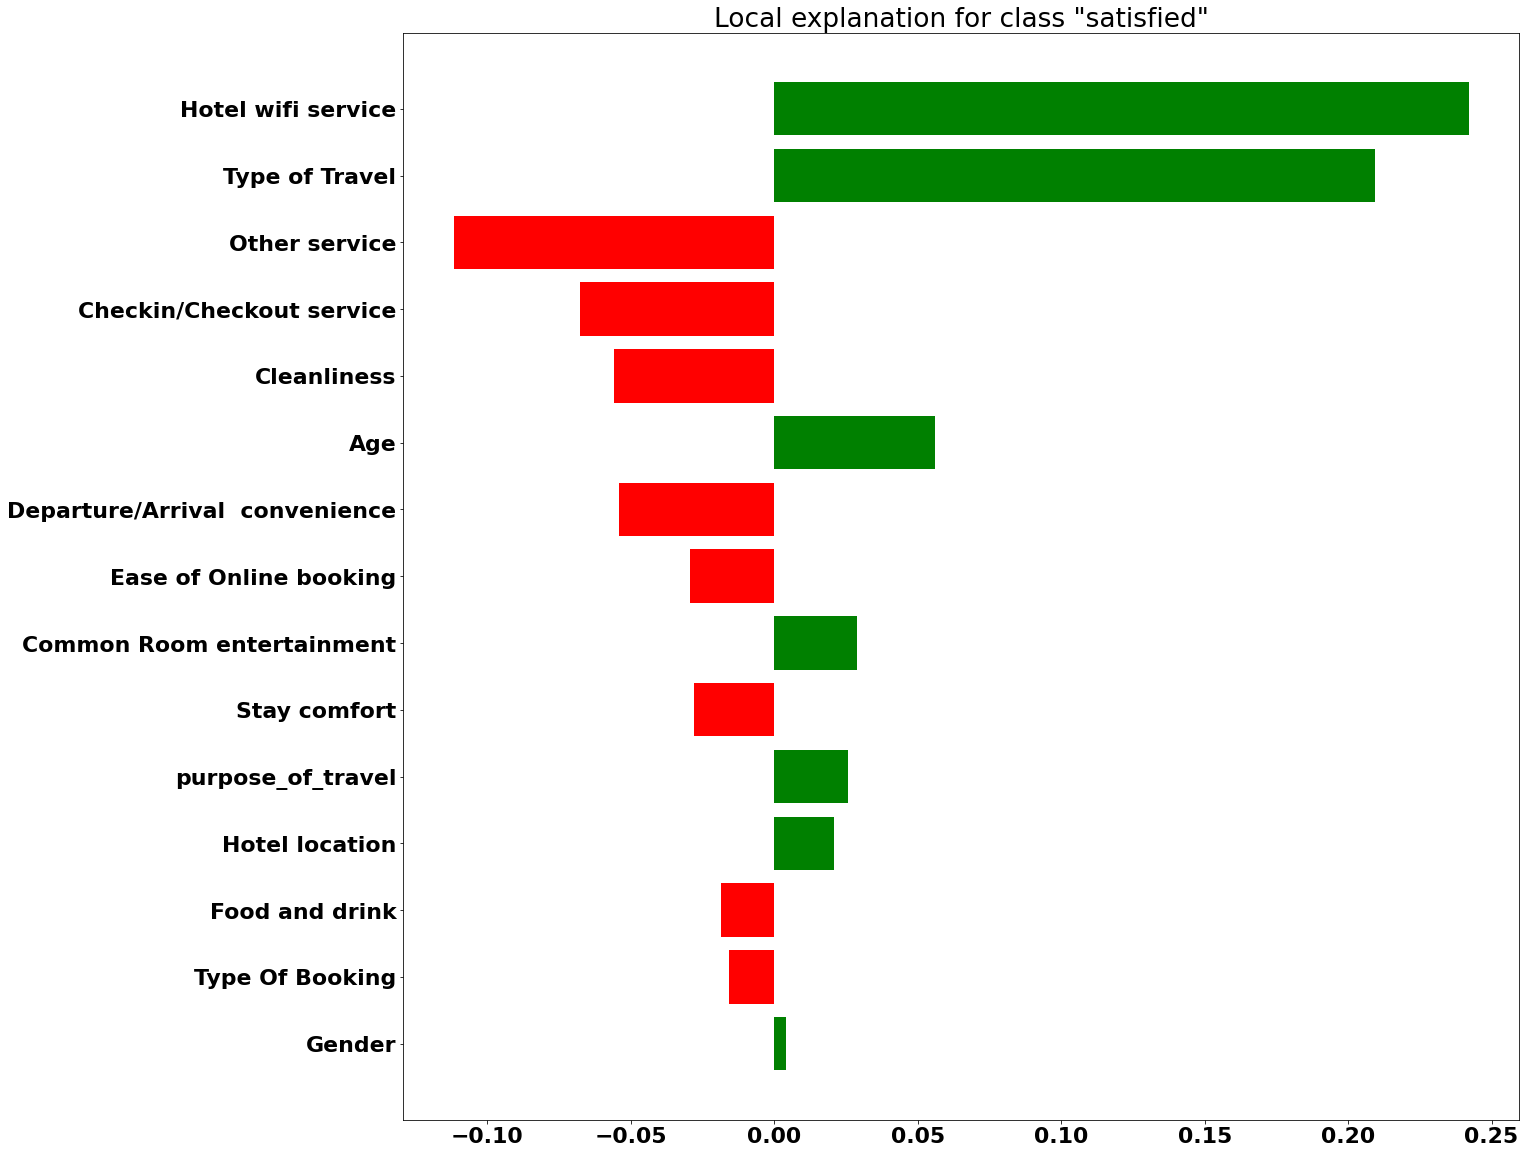 Local explanation for class "satisfied"
Hotel wifi service
Type of Travel
Other service
Checkin/Checkout service
Cleanliness
Age
Departure/Arrival  convenience
Ease of Online booking
Common Room entertainment
Stay comfort
purpose_of_travel
Hotel location
Food and drink
Type Of Booking
Gender
−0.10 −0.05 0.00 0.05 0.10 0.15 0.20 0.25